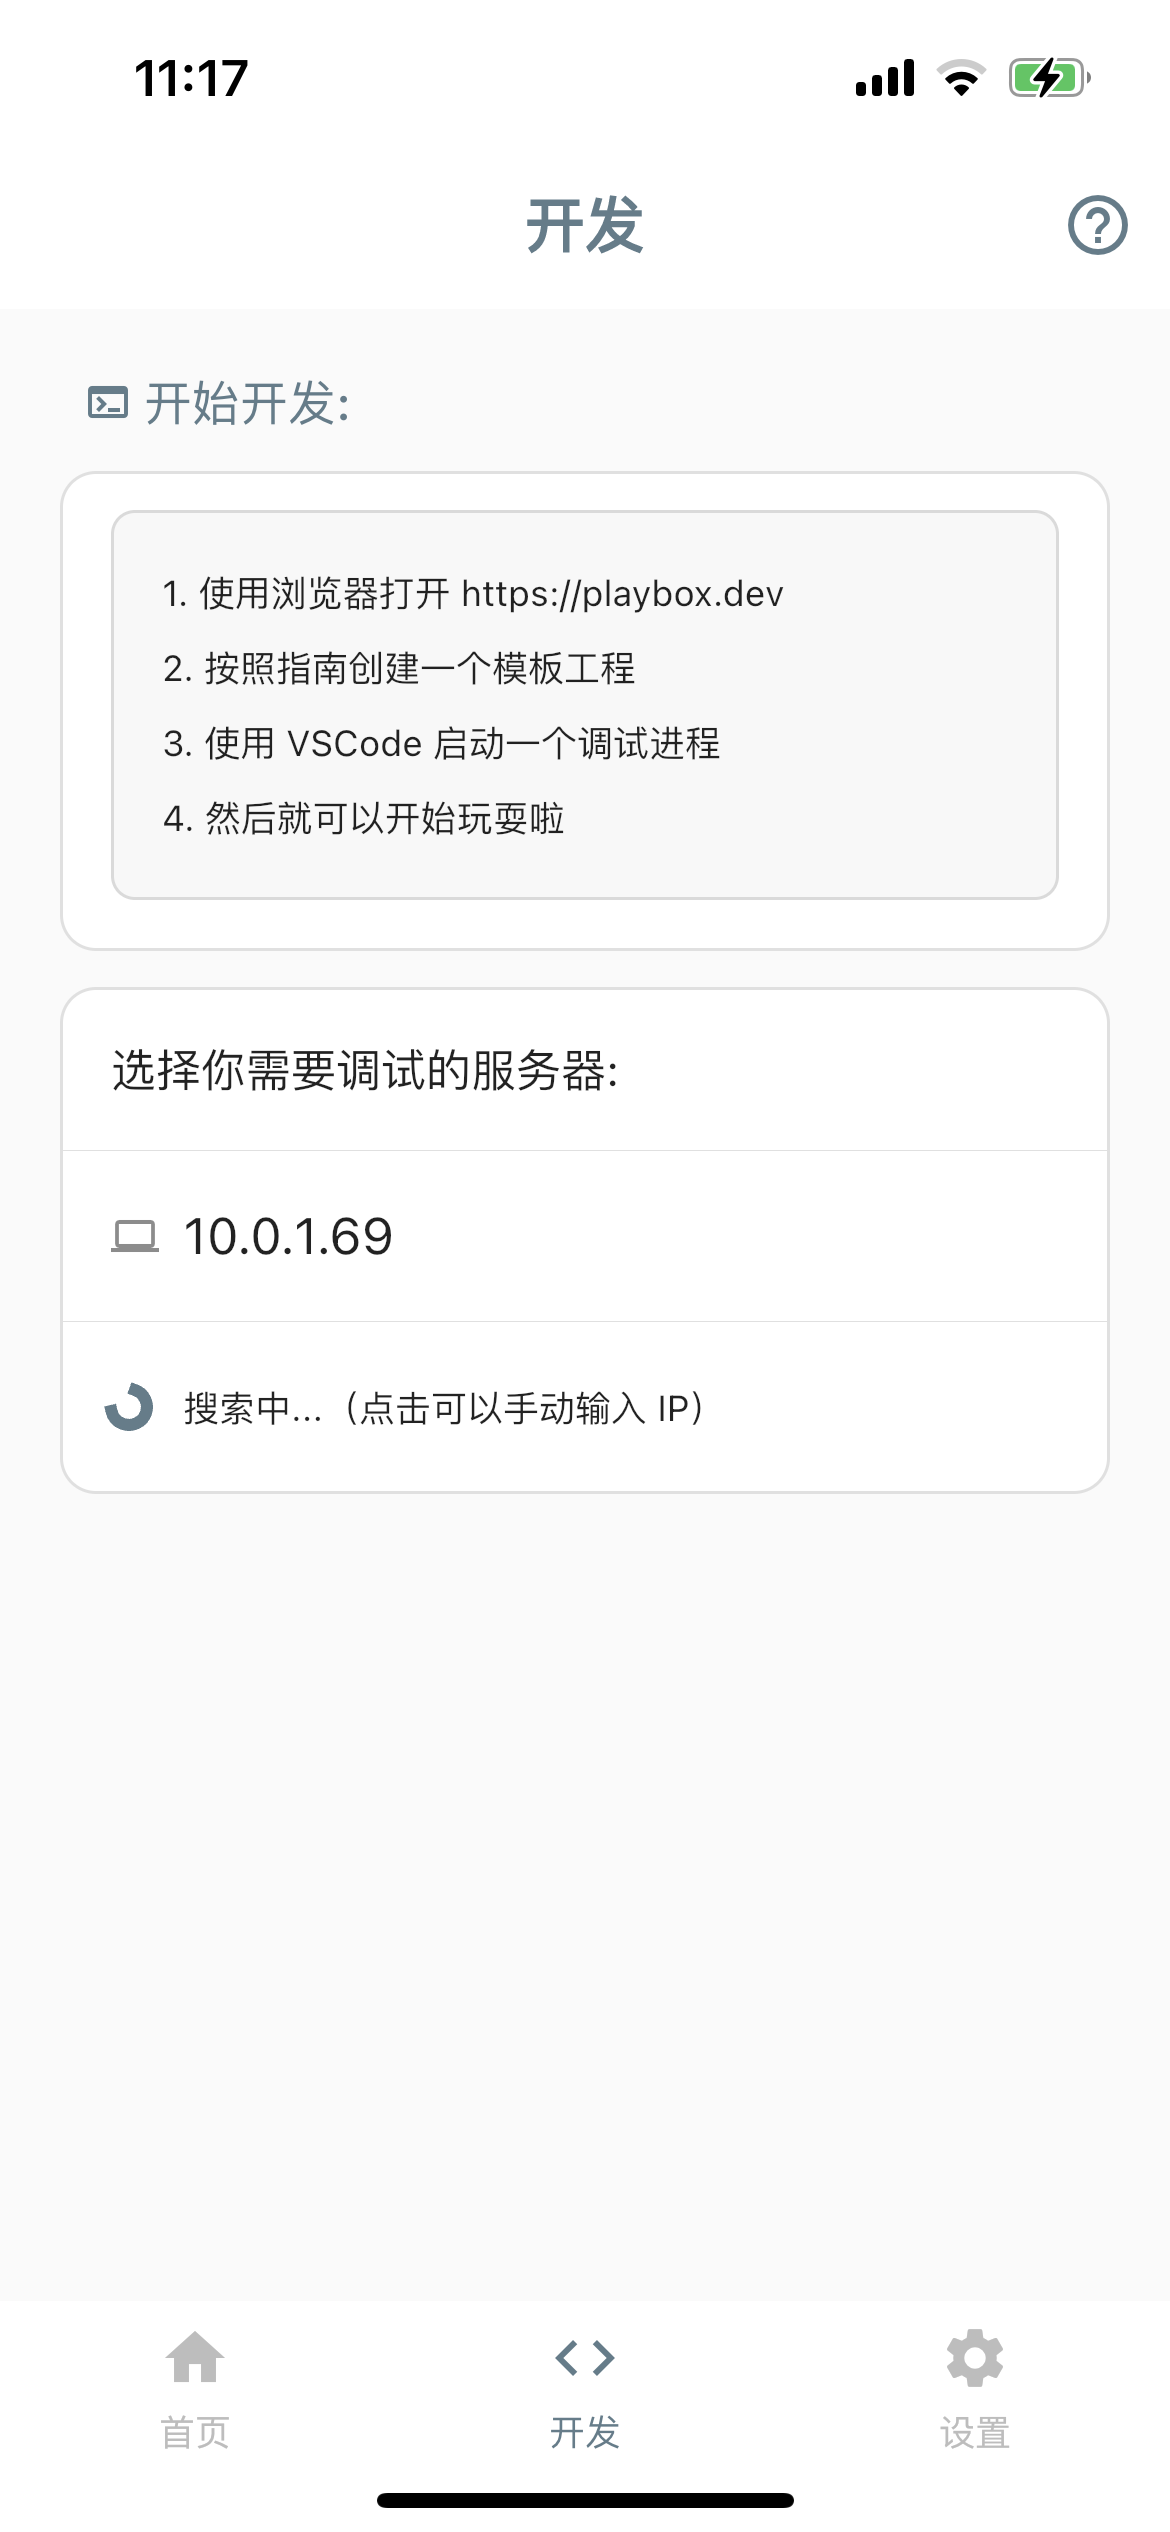 11:17
开发
开始开发:
1. 使用浏览器打开 https://playbox.dev
2. 按照指南创建一个模板工程
3. 使用 VSCode 启动一个调试进程
4. 然后就可以开始玩耍啦
选择你需要调试的服务器:
10.0.1.69
搜索中...（点击可以手动输入 IP）
首页
开发
设置